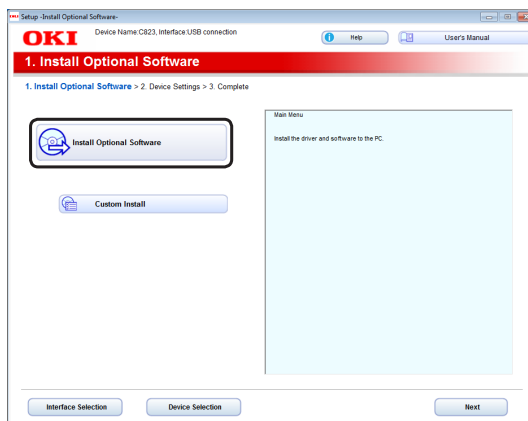 Setup -Install Optional Software-
OKI
Device Name:C823, Interface:USB connection
Help
User's Manual
1. Install Optional Software
1. Install Optional Software > 2. Device Settings > 3. Complete
Install Optional Software
Custom Install
Main Menu
Install the driver and software to the PC.
Interface Selection
Device Selection
Next